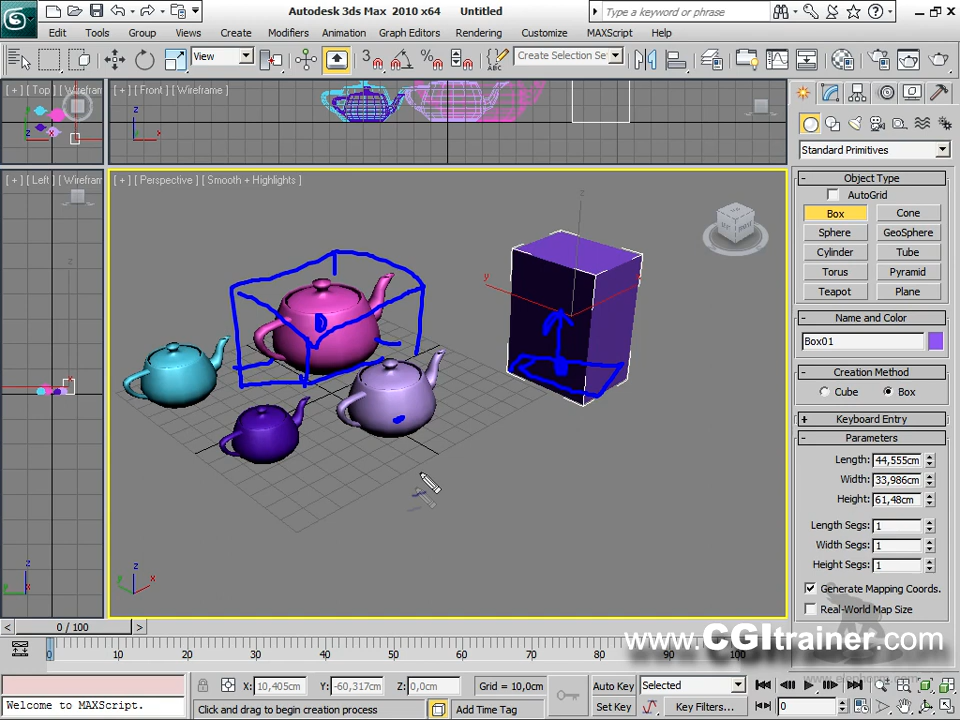 Autodesk 3ds Max 2010 x64 Untitled
Type a keyword or phrase
Edit Tools Group Views Create Modifiers Animation Graph Editors Rendering Customize MAXScript Help
View
3
%
ABC
Create Selection Se
[ + ] [ Top ] [ Wirefram
[ + ] [ Front ] [ Wireframe ]
[ + ] [ Left ] [ Wirefram
[ + ] [ Perspective ] [ Smooth + Highlights ]
Standard Primitives
- Object Type
AutoGrid
Box Cone
Sphere GeoSphere
Cylinder Tube
Torus Pyramid
Teapot Plane
- Name and Color
Box01
- Creation Method
Cube Box
+ Keyboard Entry
- Parameters
Length: 44,555cm
Width: 33,986cm
Height: 61,48cm
Length Segs: 1
Width Segs: 1
Height Segs: 1
Generate Mapping Coords.
Real-World Map Size
< 0 / 100 >
www.CGItrainer.com
0 10 20 30 40 50 60 70 80 90 100
X: 10,405cm Y: -60,317cm Z: 0,0cm Grid = 10,0cm Auto Key Selected
Welcome to MAXScript. Click and drag to begin creation process Add Time Tag Set Key Key Filters... 0